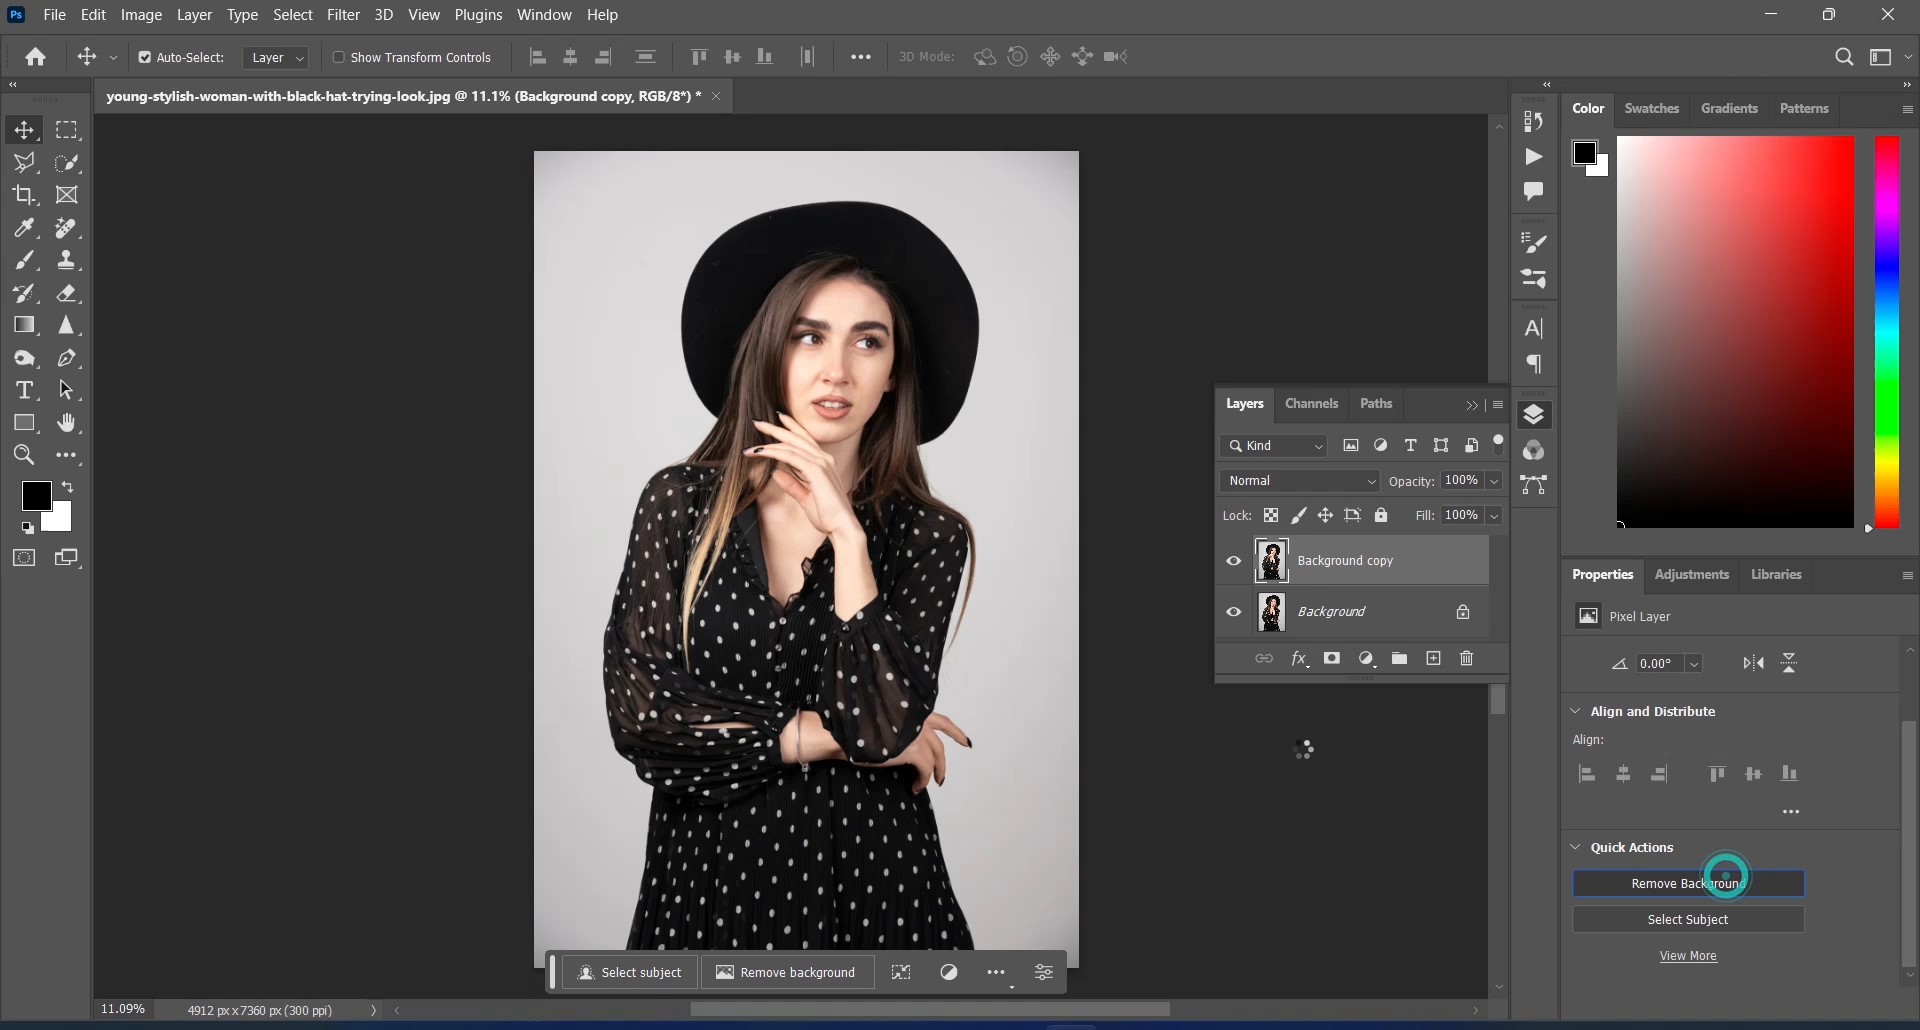 Ps File Edit Image Layer Type Select Filter 3D View Plugins Window Help
Auto-Select: Layer Show Transform Controls 3D Mode:
young-stylish-woman-with-black-hat-trying-look.jpg @ 11.1% (Background copy, RGB/8*) *
Color Swatches Gradients Patterns
Layers Channels Paths
Kind
Normal Opacity: 100%
Lock: Fill: 100%
Background copy
Background
Properties Adjustments Libraries
Pixel Layer
0.00°
Align and Distribute
Align:
Quick Actions
Remove Background
Select Subject
View More
Select subject Remove background
11.09% 4912 px x 7360 px (300 ppi)